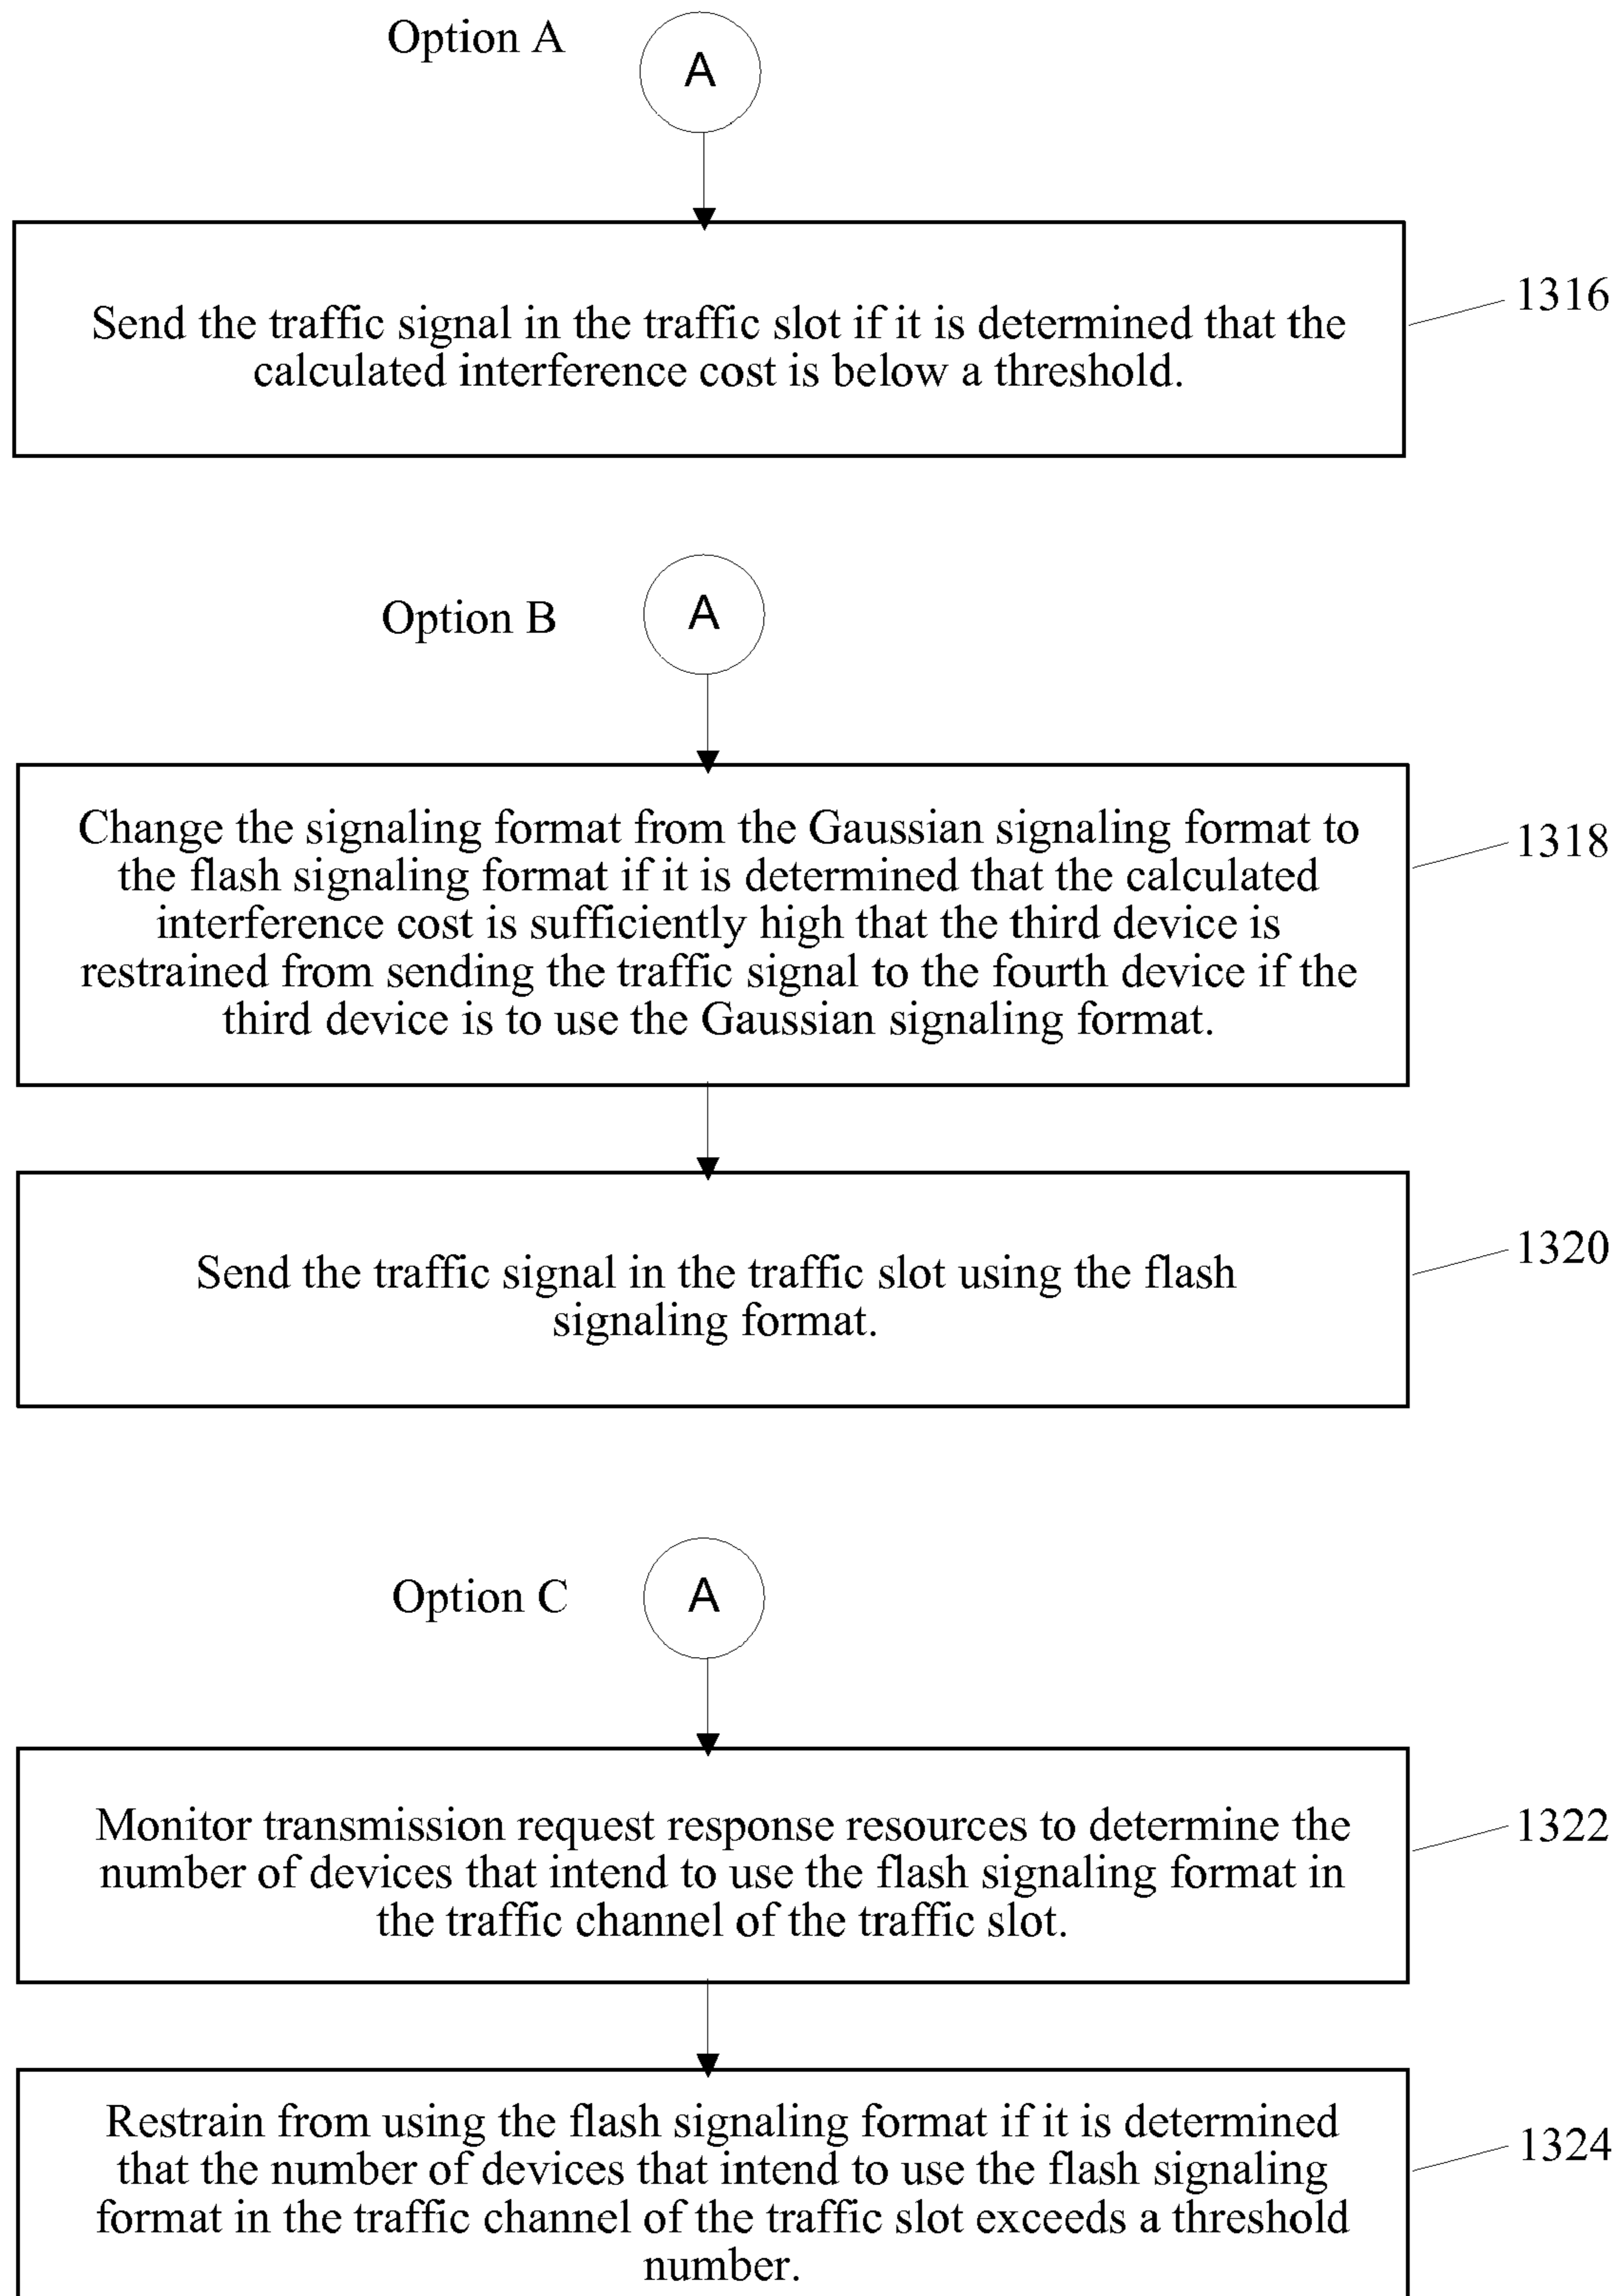 Option A
A
Send the traffic signal in the traffic slot if it is determined that the
calculated interference cost is below a threshold.
1316
Option B
A
Change the signaling format from the Gaussian signaling format to
the flash signaling format if it is determined that the calculated
interference cost is sufficiently high that the third device is
restrained from sending the traffic signal to the fourth device if the
third device is to use the Gaussian signaling format.
1318
Send the traffic signal in the traffic slot using the flash
signaling format.
1320
Option C
A
Monitor transmission request response resources to determine the
number of devices that intend to use the flash signaling format in
the traffic channel of the traffic slot.
1322
Restrain from using the flash signaling format if it is determined
that the number of devices that intend to use the flash signaling
format in the traffic channel of the traffic slot exceeds a threshold
number.
1324